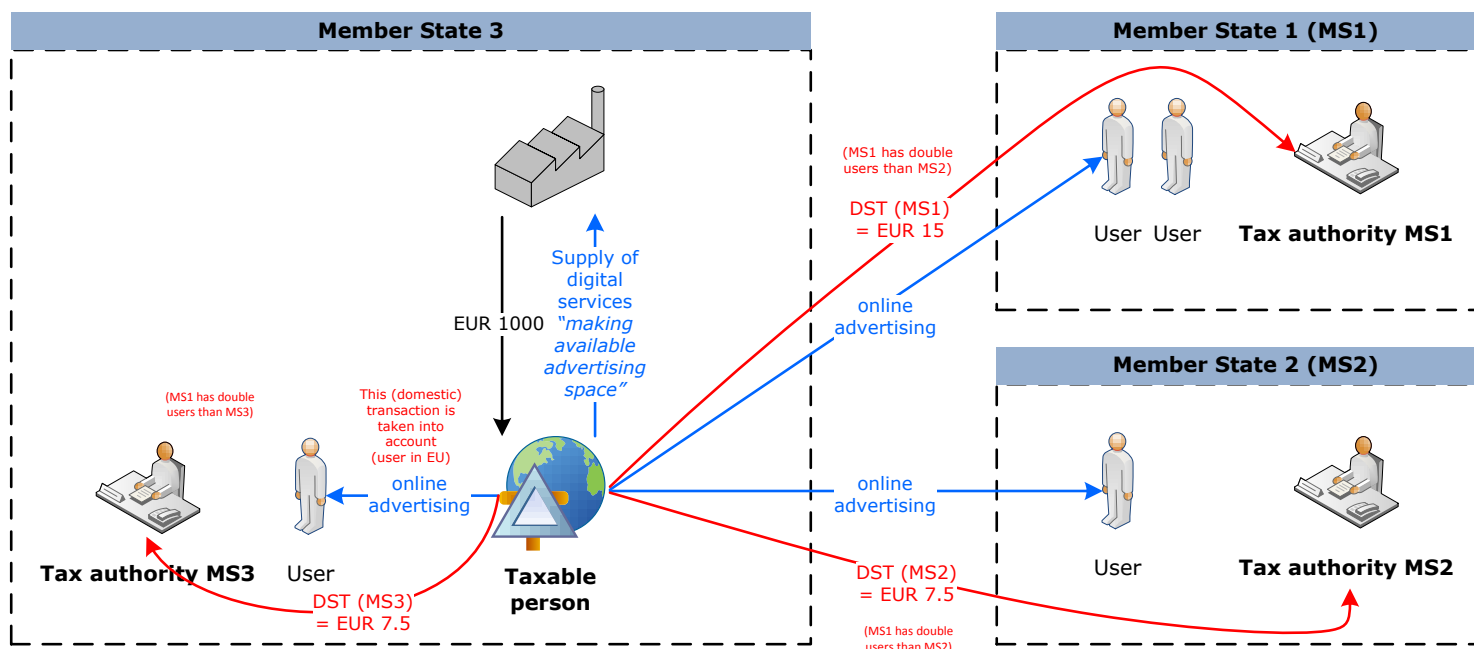 Member State 3
Member State 1 (MS1)
(MS1 has double
users than MS2)
DST (MS1)
= EUR 15
User User
Tax authority MS1
Supply of
digital
services
“making
available
advertising
space”
EUR 1000
online
advertising
Member State 2 (MS2)
(MS1 has double
users than MS3)
This (domestic)
transaction is
taken into
account
(user in EU)
online
advertising
online
advertising
Tax authority MS3
User
Taxable
person
User
Tax authority MS2
DST (MS3)
= EUR 7.5
DST (MS2)
= EUR 7.5
(MS1 has double
users than MS2)